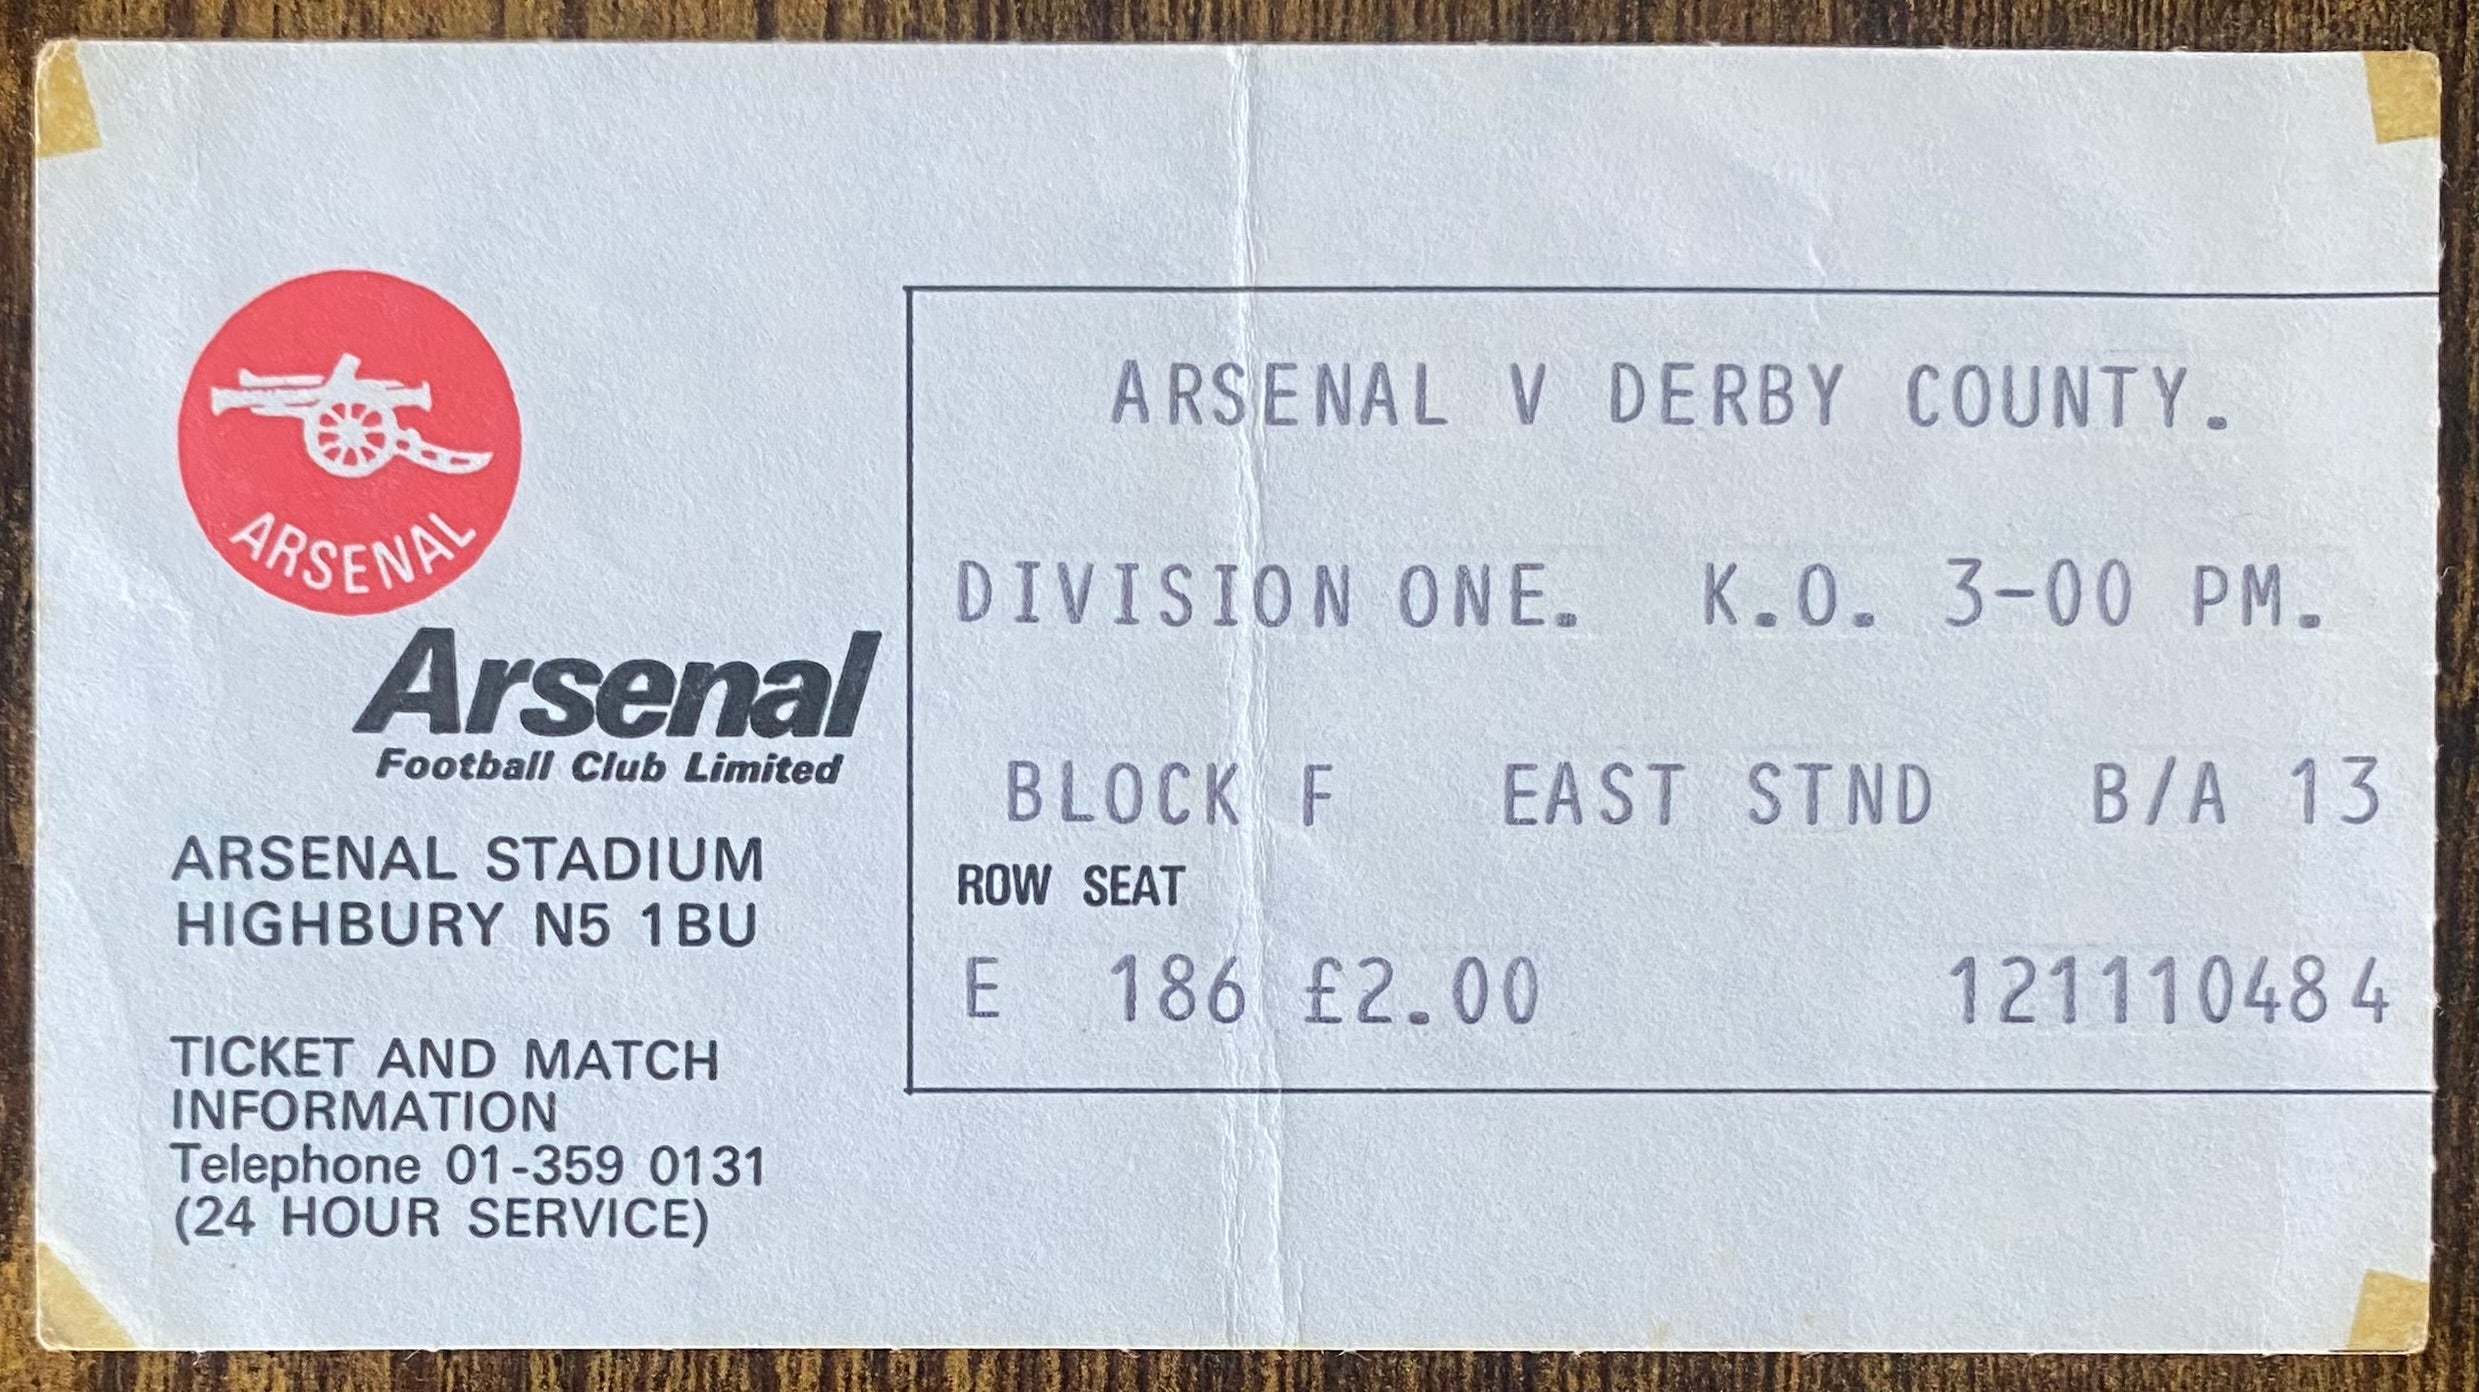 ARSENAL
Arsenal
Football Club Limited
ARSENAL STADIUM
HIGHBURY N5 1BU
TICKET AND MATCH
INFORMATION
Telephone 01-359 0131
(24 HOUR SERVICE)
ARSENAL V DERBY COUNTY.
DIVISION ONE. K.O. 3-00 PM.
BLOCK F EAST STND B/A 13
ROW SEAT
E 186 £2.00 121110484